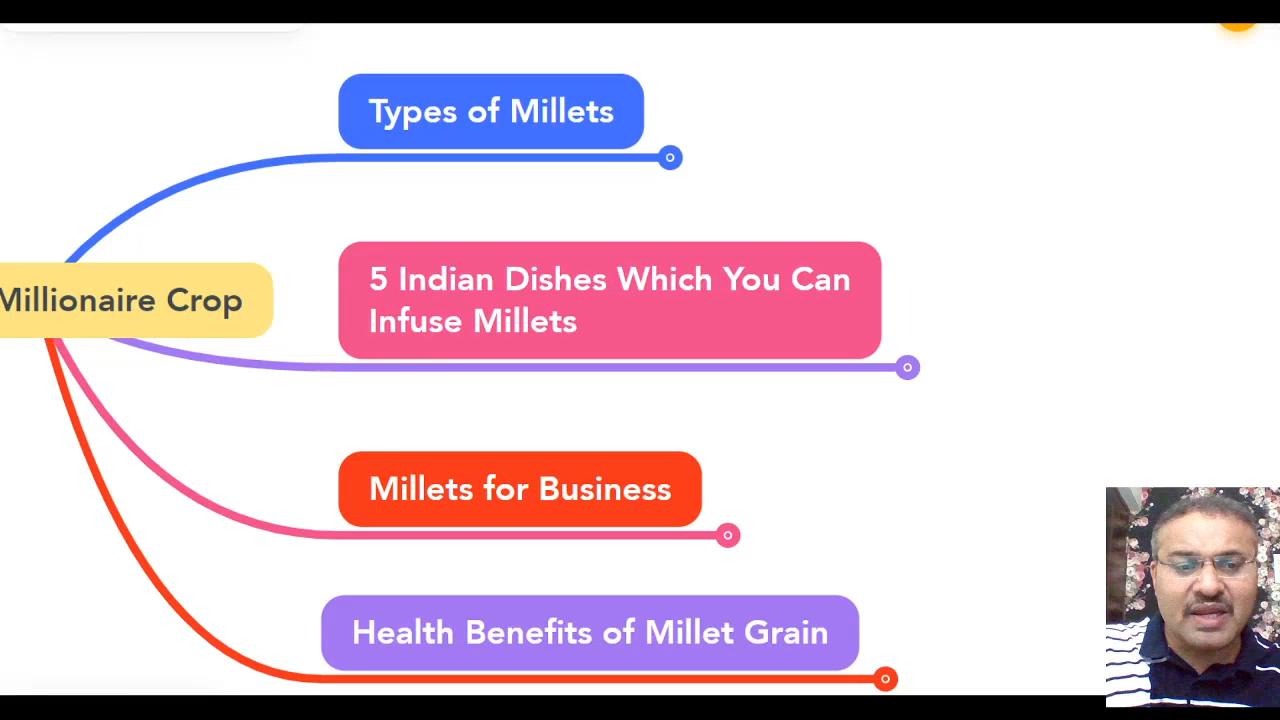 Types of Millets
Millionaire Crop
5 Indian Dishes Which You Can
Infuse Millets
Millets for Business
Health Benefits of Millet Grain